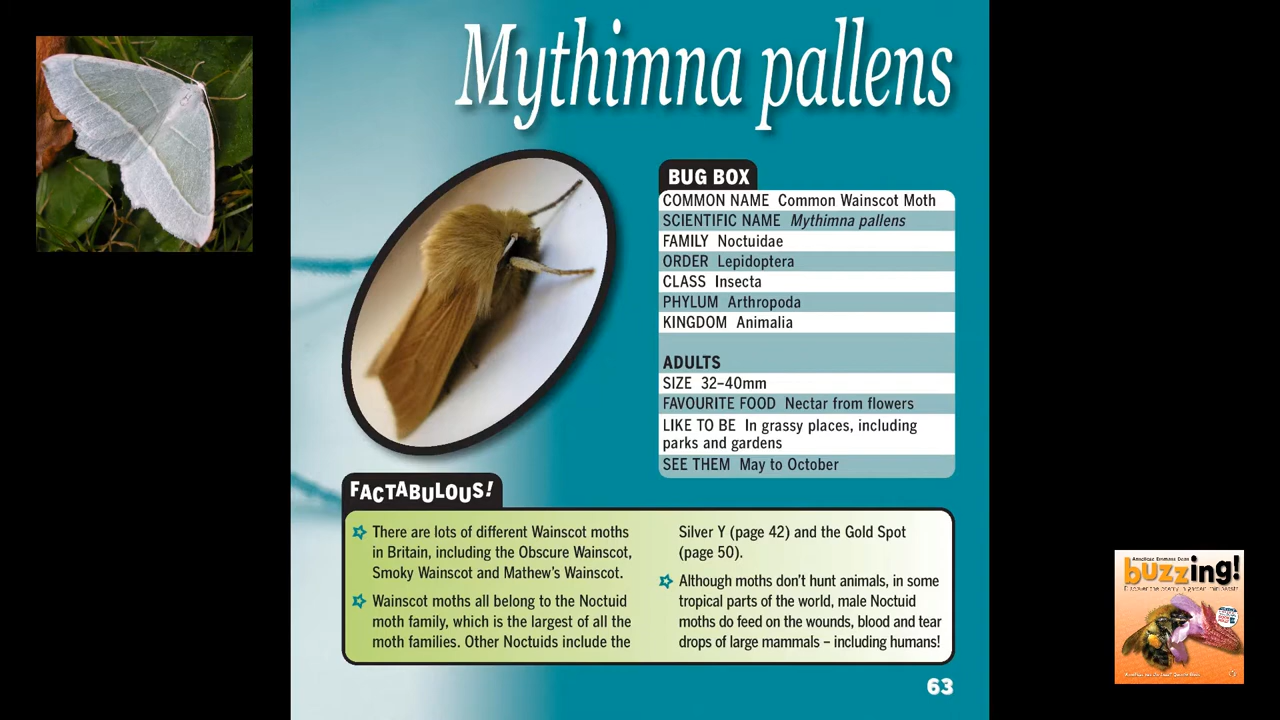 Mythimna pallens
BUG BOX
COMMON NAME Common Wainscot Moth
SCIENTIFIC NAME Mythimna pallens
FAMILY Noctuidae
ORDER Lepidoptera
CLASS Insecta
PHYLUM Arthropoda
KINGDOM Animalia
ADULTS
SIZE 32–40mm
FAVOURITE FOOD Nectar from flowers
LIKE TO BE In grassy places, including
parks and gardens
SEE THEM May to October
FACTABULOUS!
There are lots of different Wainscot moths
in Britain, including the Obscure Wainscot,
Smoky Wainscot and Mathew's Wainscot.
Wainscot moths all belong to the Noctuid
moth family, which is the largest of all the
moth families. Other Noctuids include the
Silver Y (page 42) and the Gold Spot
(page 50).
Although moths don't hunt animals, in some
tropical parts of the world, male Noctuid
moths do feed on the wounds, blood and tear
drops of large mammals – including humans!
63
buzzing!